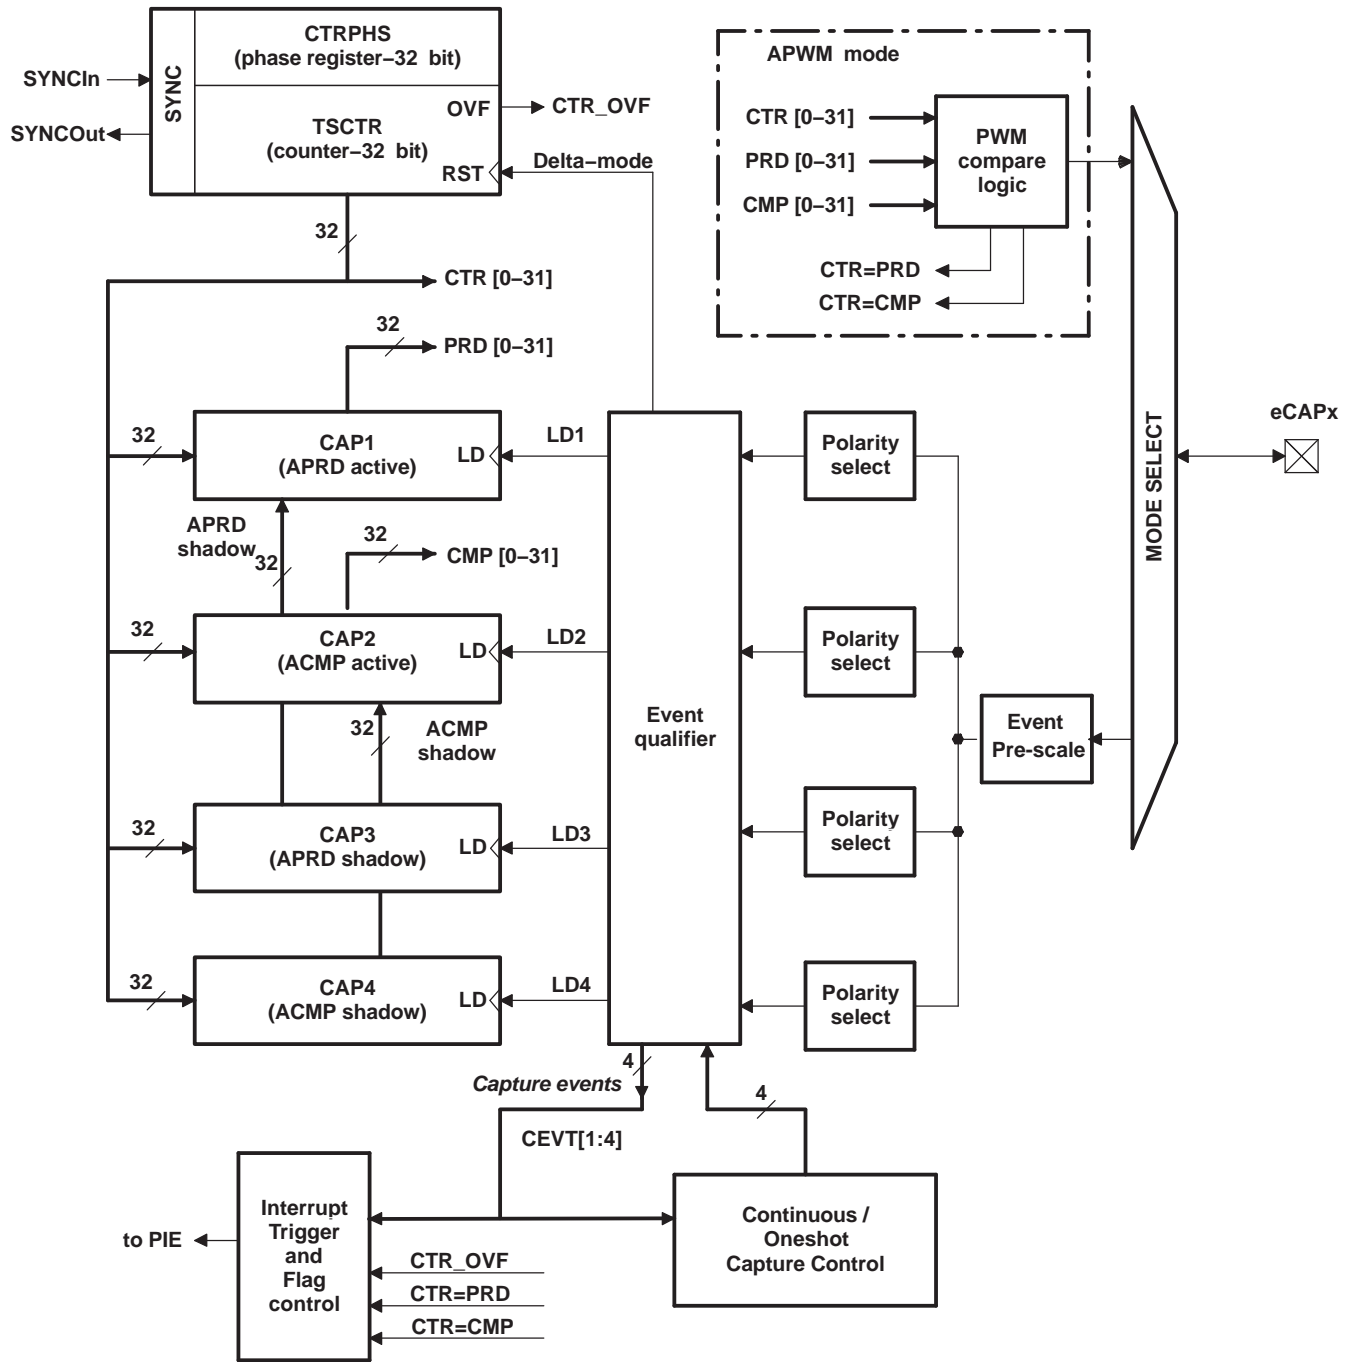 CTRPHS
(phase register−32 bit)
SYNCIn
SYNC
OVF
CTR_OVF
SYNCOut
TSCTR
(counter−32 bit)
RST
Delta−mode
32
CTR [0−31]
32
PRD [0−31]
APWM mode
CTR [0−31]
PRD [0−31]
CMP [0−31]
PWM
compare
logic
CTR=PRD
CTR=CMP
MODE SELECT
eCAPx
32
CAP1
(APRD active)
LD
LD1
Polarity
select
APRD
shadow
32
32
CMP [0−31]
32
CAP2
(ACMP active)
LD
LD2
Polarity
select
32
ACMP
shadow
Event
qualifier
Event
Pre-scale
32
CAP3
(APRD shadow)
LD
LD3
Polarity
select
32
CAP4
(ACMP shadow)
LD
LD4
Polarity
select
4
Capture events
4
CEVT[1:4]
to PIE
Interrupt
Trigger
and
Flag
control
CTR_OVF
CTR=PRD
CTR=CMP
Continuous /
Oneshot
Capture Control